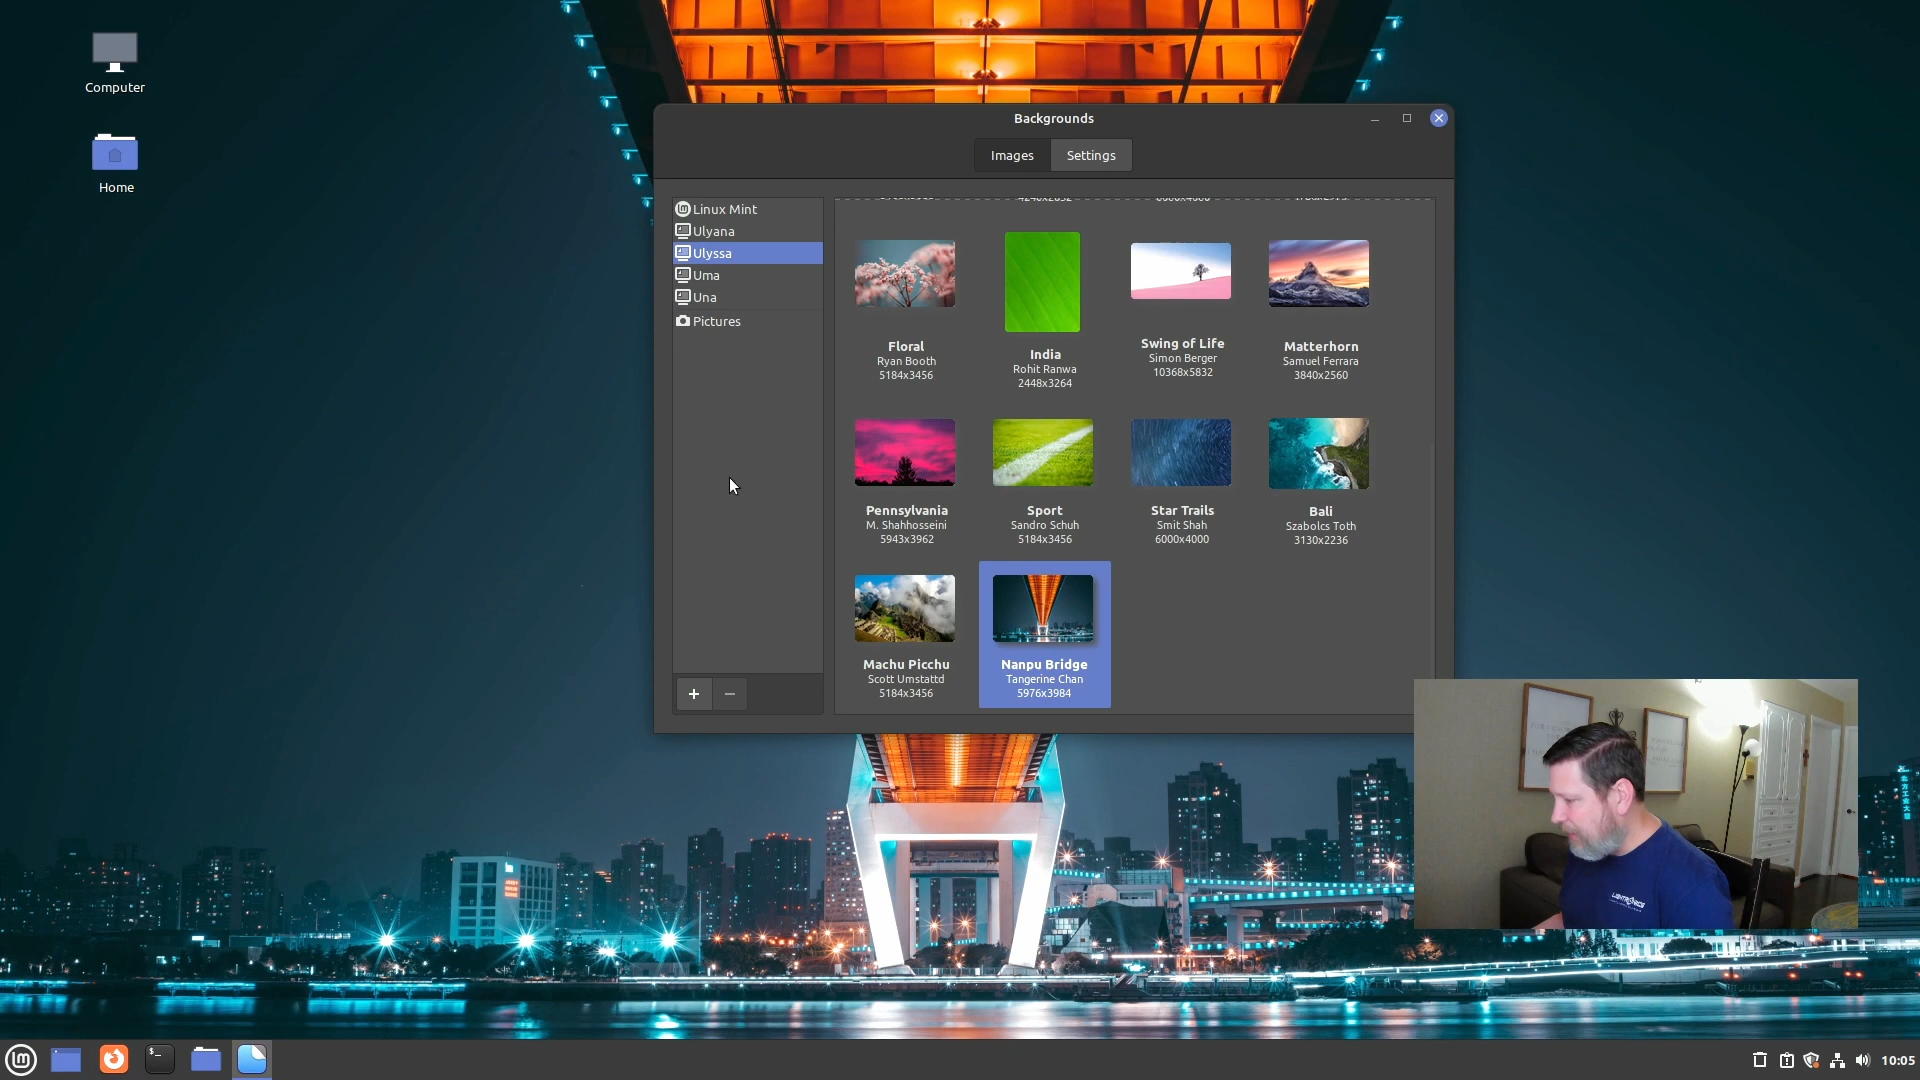 Computer
Home
Backgrounds
Images
Settings
Linux Mint
Ulyana
Ulyssa
Uma
Una
Pictures
Floral
Ryan Booth
5184x3456
India
Rohit Ranwa
2448x3264
Swing of Life
Simon Berger
10368x5832
Matterhorn
Samuel Ferrara
3840x2560
Pennsylvania
M. Shahhosseini
5943x3962
Sport
Sandro Schuh
5184x3456
Star Trails
Smit Shah
6000x4000
Bali
Szabolcs Toth
3130x2236
Machu Picchu
Scott Umstattd
5184x3456
Nanpu Bridge
Tangerine Chan
5976x3984
10:05